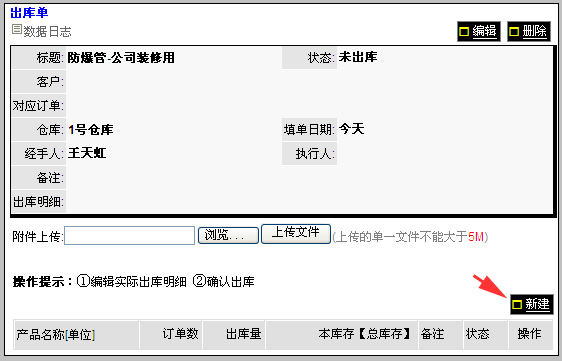 出库单
数据日志
编辑 删除
标题: 防爆管-公司装修用 状态: 未出库
客户:
对应订单:
仓库: 1号仓库 填单日期: 今天
经手人: 王天虹 执行人:
备注:
出库明细:
附件上传: 浏览... 上传文件 (上传的单一文件不能大于5M)
操作提示：①编辑实际出库明细 ②确认出库
新建
产品名称[单位] 订单数 出库量 本库存【总库存】 备注 状态 操作